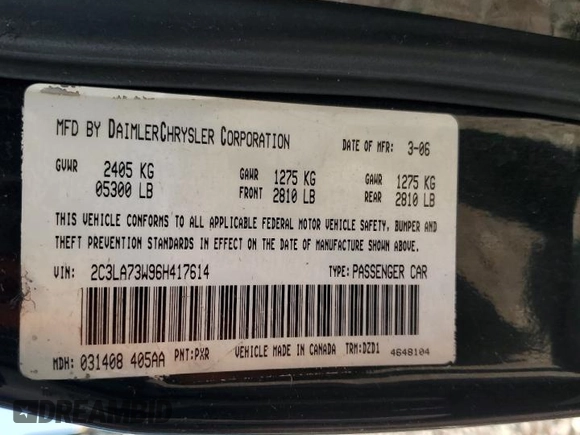 MFD BY DAIMLERCHRYSLER CORPORATION DATE OF MFR: 3-06
GVWR 2405 KG GAWR 1275 KG GAWR 1275 KG
05300 LB FRONT 2810 LB REAR 2810 LB
THIS VEHICLE CONFORMS TO ALL APPLICABLE FEDERAL MOTOR VEHICLE SAFETY, BUMPER AND
THEFT PREVENTION STANDARDS IN EFFECT ON THE DATE OF MANUFACTURE SHOWN ABOVE.
VIN: 2C3LA73W96H417614 TYPE: PASSENGER CAR
MDH: 031408 405AA PNT: PXR VEHICLE MADE IN CANADA TRM: DZD1 4648104
DREAMBID